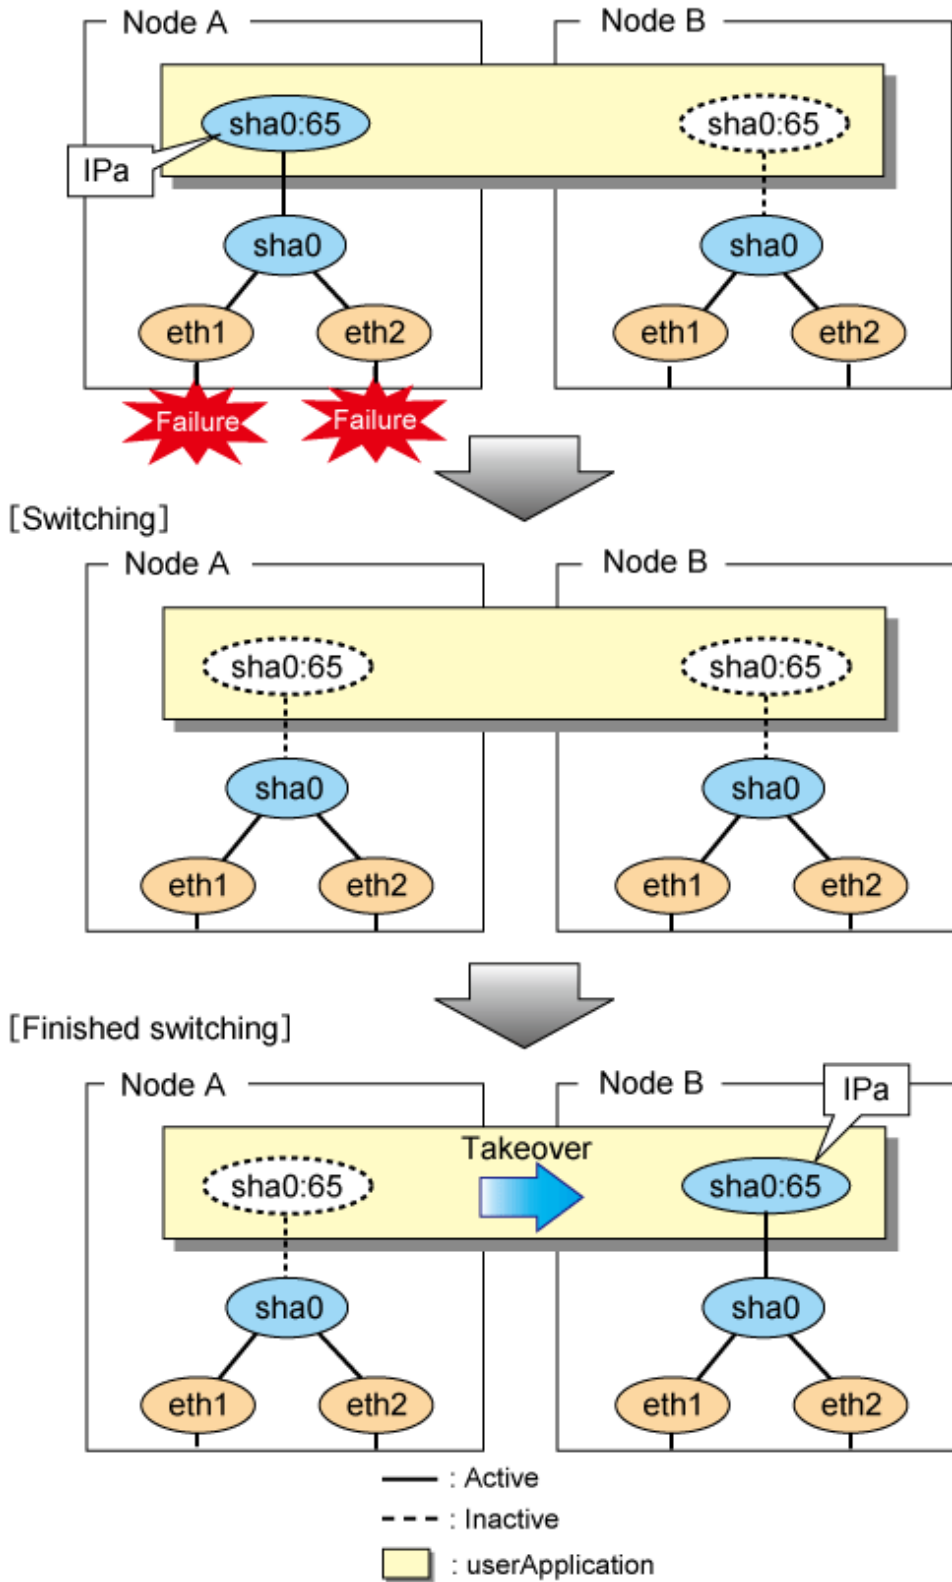 Node A
Node B
sha0:65
sha0:65
IPa
sha0
sha0
eth1
eth2
eth1
eth2
Failure
Failure
[Switching]
Node A
Node B
sha0:65
sha0:65
sha0
sha0
eth1
eth2
eth1
eth2
[Finished switching]
Node A
Node B
IPa
Takeover
sha0:65
sha0:65
sha0
sha0
eth1
eth2
eth1
eth2
: Active
: Inactive
: userApplication